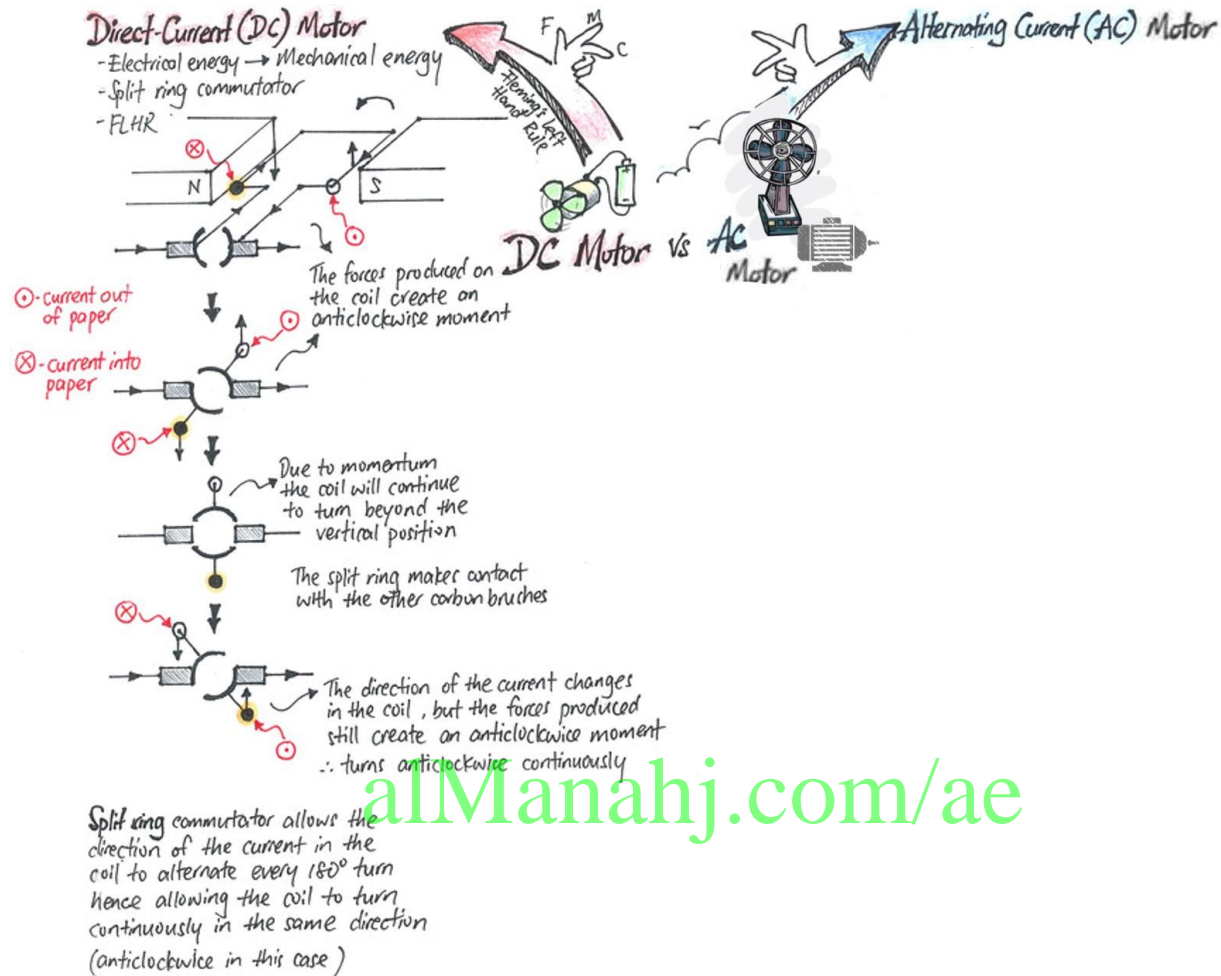 Direct-Current (DC) Motor
- Electrical energy → Mechanical energy
- Split ring commutator
- FLHR
F
M
C
Fleming's Left
Hand Rule
Alternating Current (AC) Motor
N
S
+
DC Motor Vs AC
Motor
The forces produced on
the coil create an
anticlockwise moment
⊙ - current out
of paper
⊗ - current into
paper
Due to momentum
the coil will continue
to turn beyond the
vertical position
The split ring makes contact
with the other carbon bruches
The direction of the current changes
in the coil, but the forces produced
still create an anticlockwice moment
∴ turns anticlockwice continuously
alManahj.com/ae
Split ring commutator allows the
direction of the current in the
coil to alternate every 180° turn
hence allowing the coil to turn
continuously in the same direction
(anticlockwice in this case)